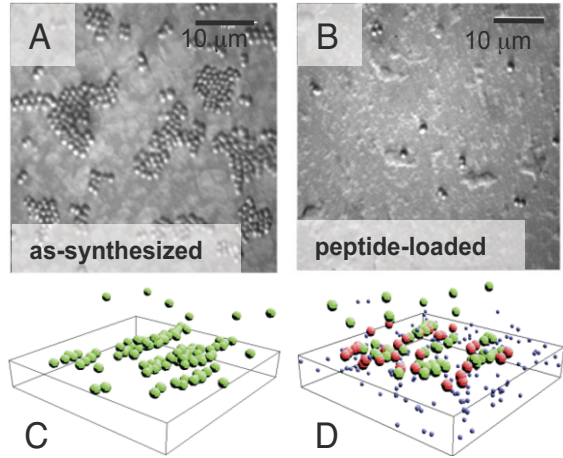 A
10 μm
B
10 μm
as-synthesized
peptide-loaded
C
D